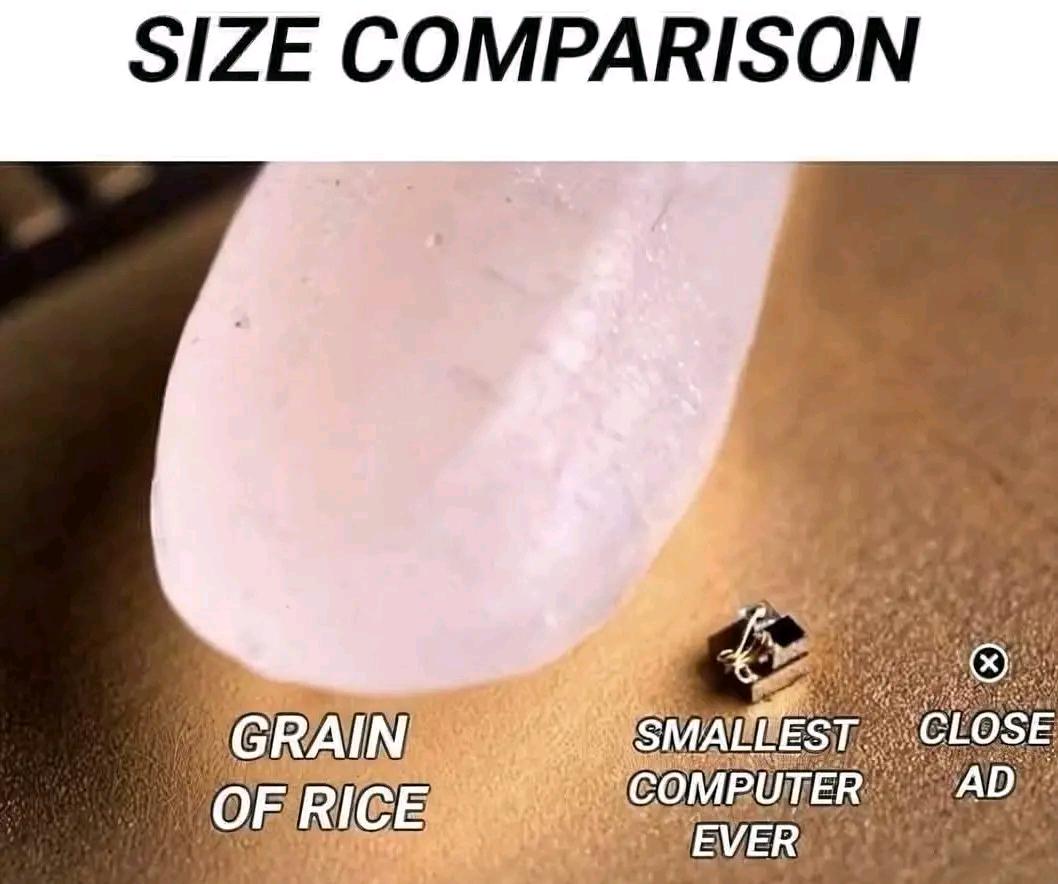 SIZE COMPARISON
GRAIN
OF RICE
SMALLEST
COMPUTER
EVER
CLOSE
AD